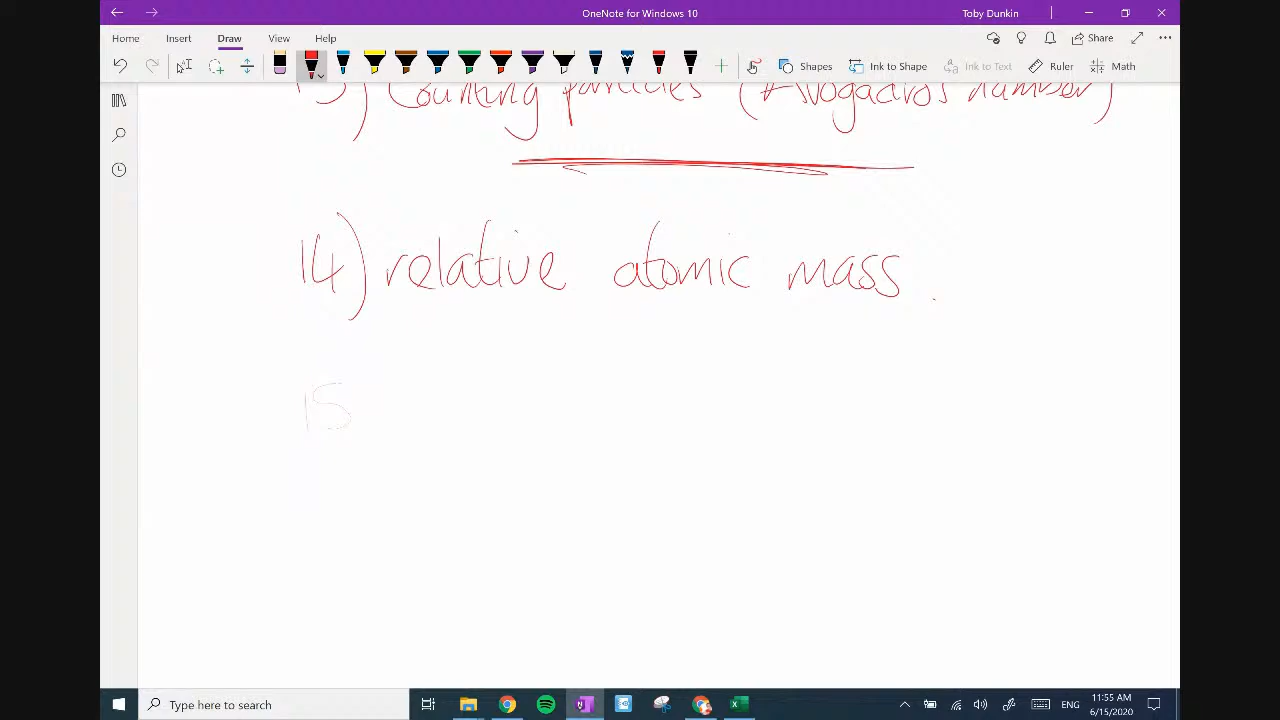 OneNote for Windows 10
Toby Dunkin
Home Insert Draw View Help
Share
Shapes Ink to Shape Ink to Text Ruler Math
13) Counting particles (Avogadros number)
14) relative atomic mass.
15
Type here to search
ENG
11:55 AM
6/15/2020